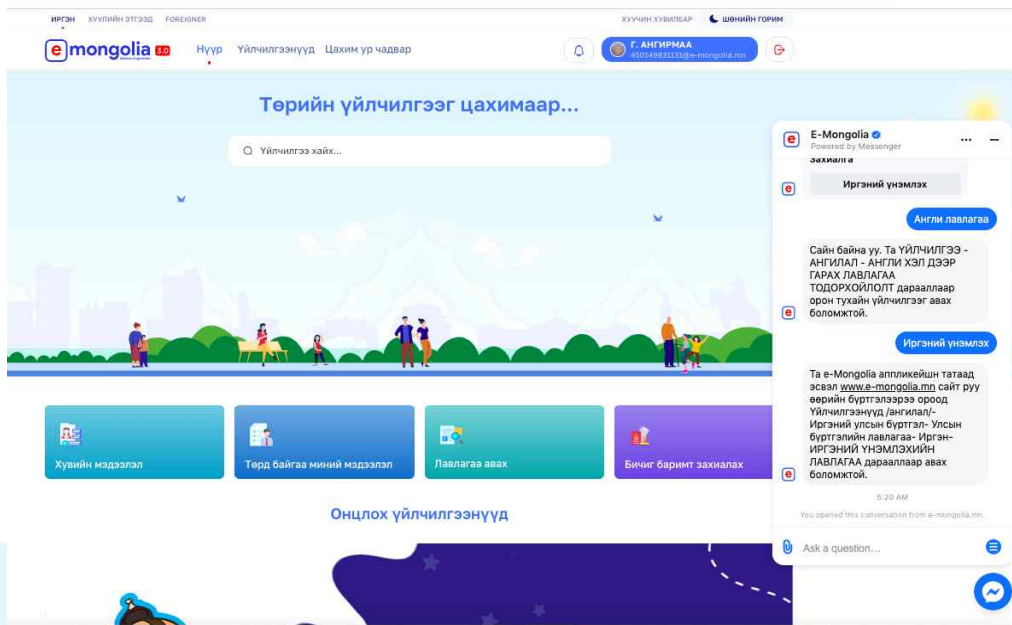 ИРГЭН ХУУЛИЙН ЭТГЭЭД FOREIGNER ХУУЧИН ХУВИЛБАР ШӨНИЙН ГОРИМ
e mongolia 3.0 Нүүр Үйлчилгээнүүд Цахим ур чадвар Г. АНГИРМАА
Төрийн үйлчилгээг цахимаар...
Үйлчилгээ хайх...
E-Mongolia
Powered by Messenger
Захиалга
Иргэний үнэмлэх
Англи лавлагаа
Сайн байна уу. Та ҮЙЛЧИЛГЭЭ -
АНГИЛАЛ - АНГЛИ ХЭЛ ДЭЭР
ГАРАХ ЛАВЛАГАА
ТОДОРХОЙЛОЛТ дарааллаар
орон тухайн үйлчилгээг авах
боломжтой.
Иргэний үнэмлэх
Та e-Mongolia аппликейшн татаад
эсвэл www.e-mongolia.mn сайт руу
өөрийн бүртгэлээрээ ороод
Үйлчилгээнүүд /ангилал/-
Иргэний улсын бүртгэл- Улсын
бүртгэлийн лавлагаа- Иргэн-
ИРГЭНИЙ ҮНЭМЛЭХИЙН
ЛАВЛАГАА дарааллаар авах
боломжтой.
5:20 AM
You opened this conversation from e-mongolia.mn.
Ask a question...
Хувийн мэдээлэл
Төрд байгаа миний мэдээлэл
Лавлагаа авах
Бичиг баримт захиалах
Онцлох үйлчилгээнүүд